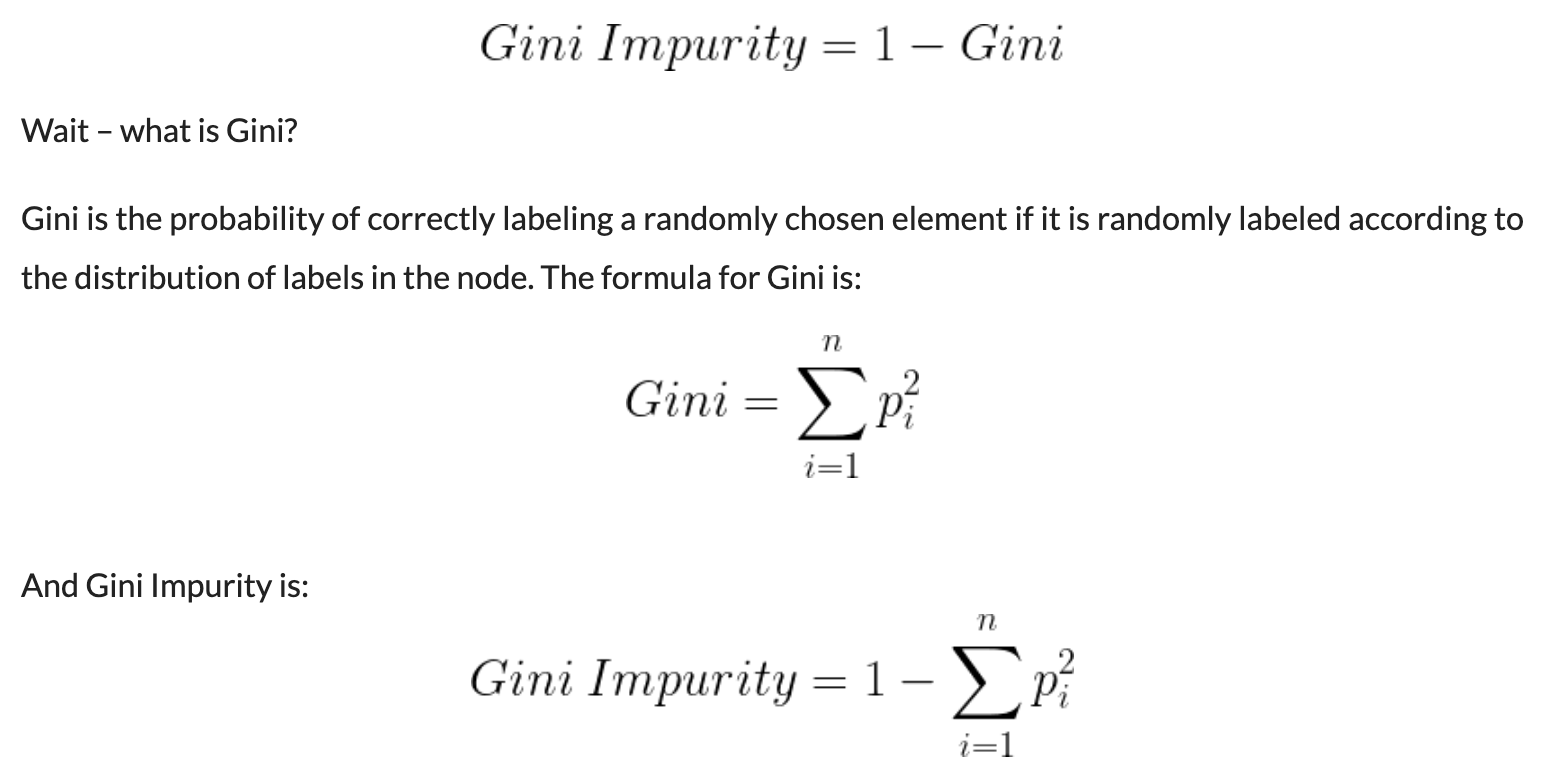 Gini Impurity = 1 − Gini
Wait – what is Gini?
Gini is the probability of correctly labeling a randomly chosen element if it is randomly labeled according to
the distribution of labels in the node. The formula for Gini is:
Gini = \sum_{i=1}^{n} p_i^2
And Gini Impurity is:
Gini Impurity = 1 − \sum_{i=1}^{n} p_i^2